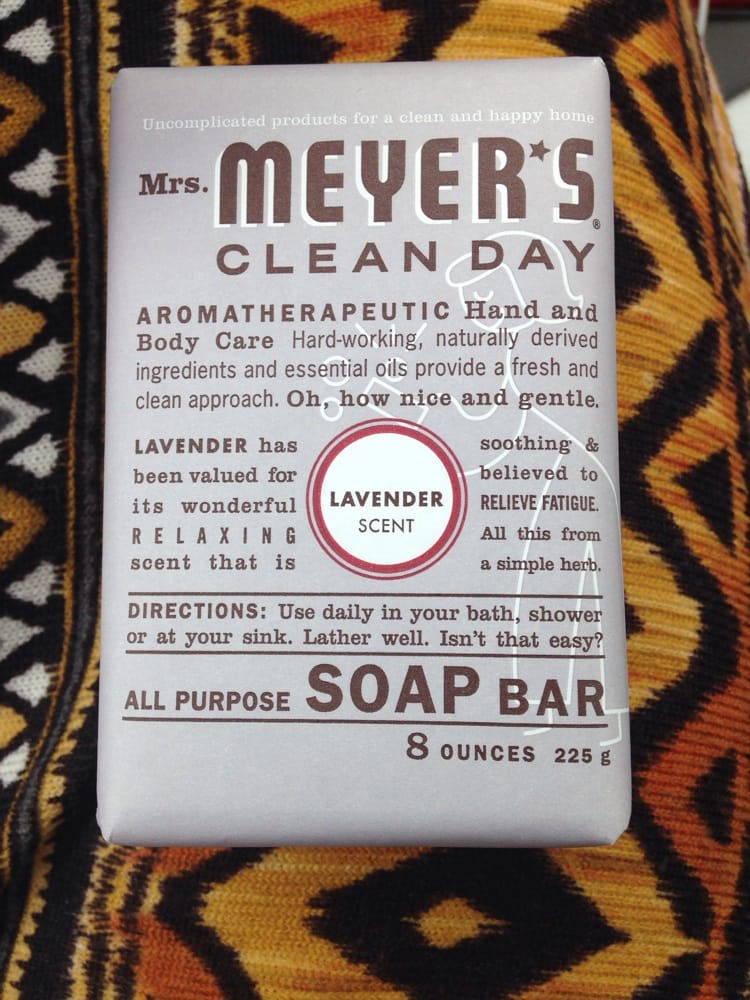 Uncomplicated products for a clean and happy home
Mrs. MEYER'S®
CLEAN DAY
AROMATHERAPEUTIC Hand and
Body Care Hard-working, naturally derived
ingredients and essential oils provide a fresh and
clean approach. Oh, how nice and gentle.
LAVENDER has
been valued for
its wonderful
RELAXING
scent that is
LAVENDER
SCENT
soothing &
believed to
RELIEVE FATIGUE.
All this from
a simple herb.
DIRECTIONS: Use daily in your bath, shower
or at your sink. Lather well. Isn't that easy?
ALL PURPOSE SOAP BAR
8 OUNCES 225 g